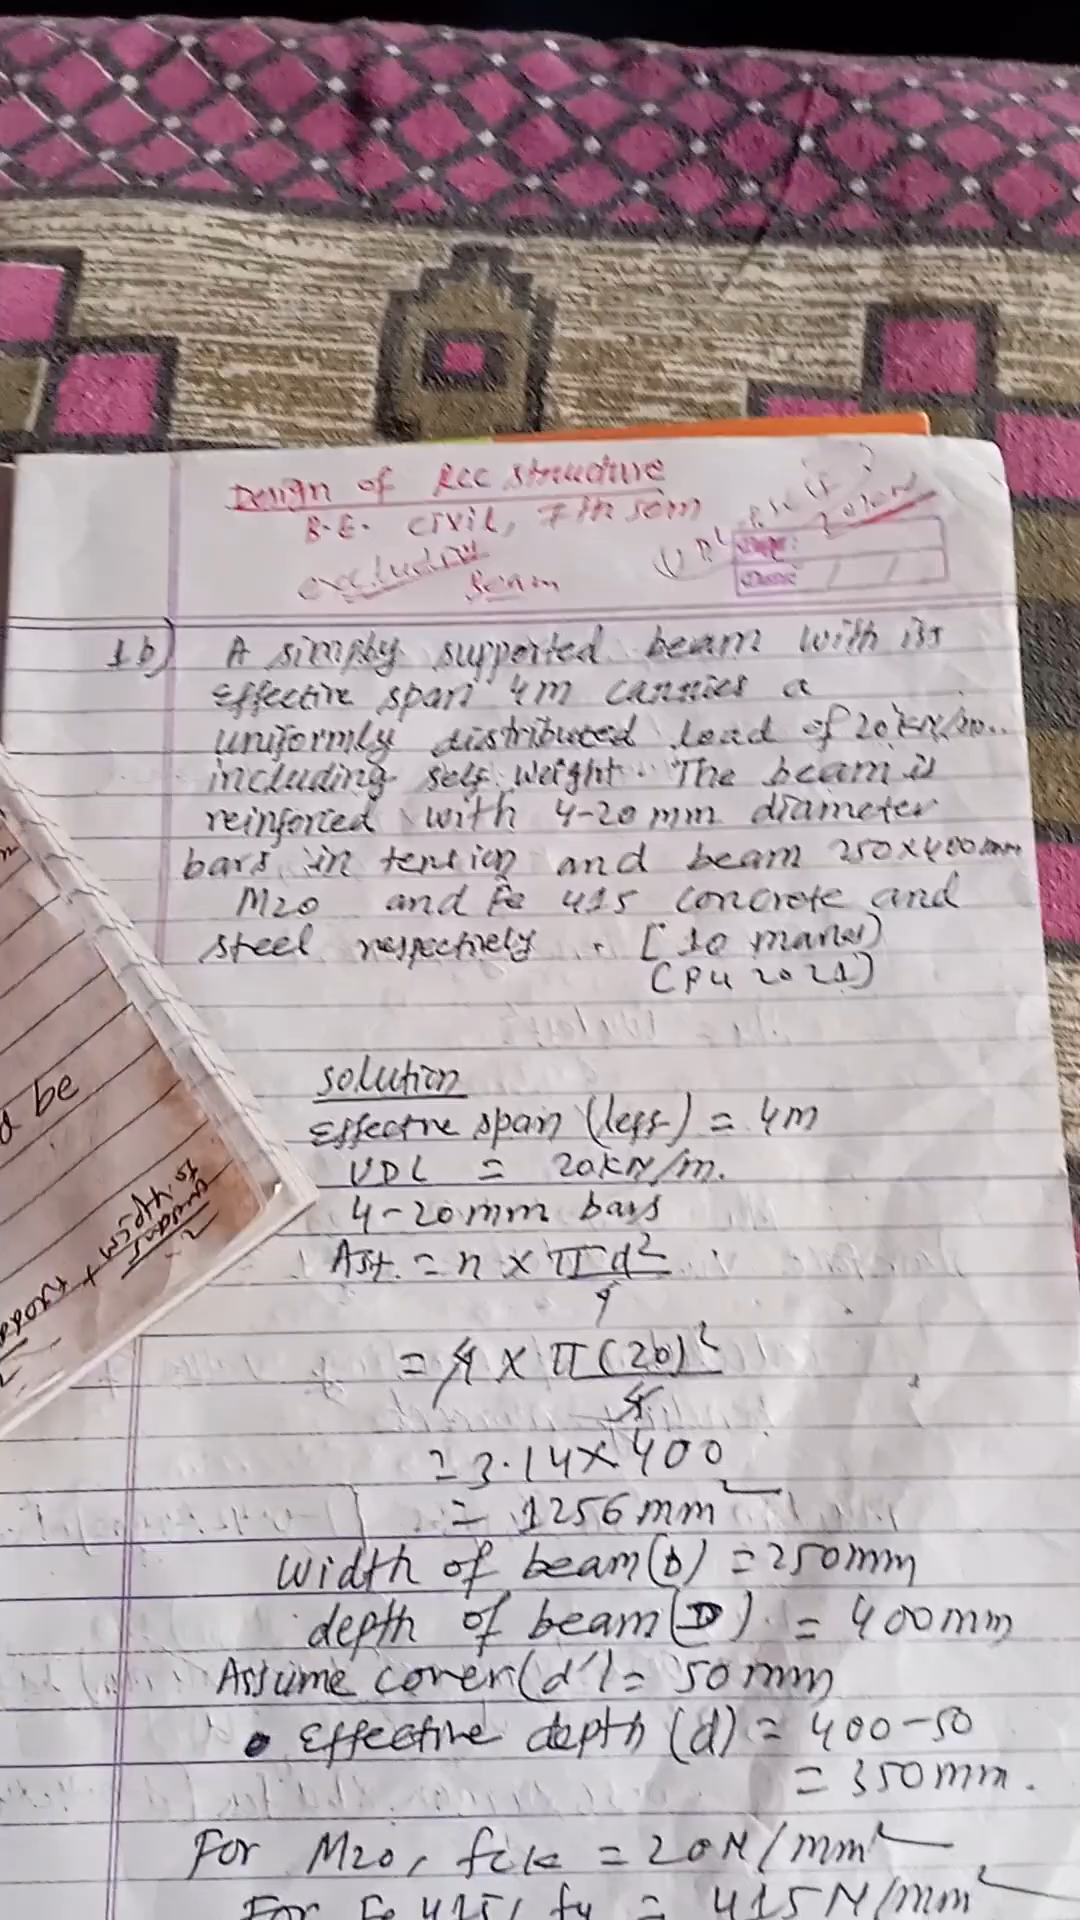 Design of RCC structure
B.E. civil, 7th sem
Beam
Date:
1b) A simply supported beam with its
effective span 4m carries a
uniformly distributed load of 20 kN/m.
including self weight. The beam is
reinforced with 4-20 mm diameter
bars in tension and beam 250x400mm
M20 and Fe 415 concrete and
steel respectively. [10 marks)
(PU 2021)
solution
Effective span (leff) = 4m
UDL = 20kN/m.
4-20mm bars
Ast. = n x πd²/4
= 4 x π(20)²/4
= 3.14x400
= 1256 mm²
width of beam(b) = 250mm
depth of beam(D) = 400mm
Assume cover(d') = 50mm
• Effective depth (d) = 400-50
= 350mm.
For M20, fck = 20N/mm²
For Fe 415, fy = 415N/mm²
d be